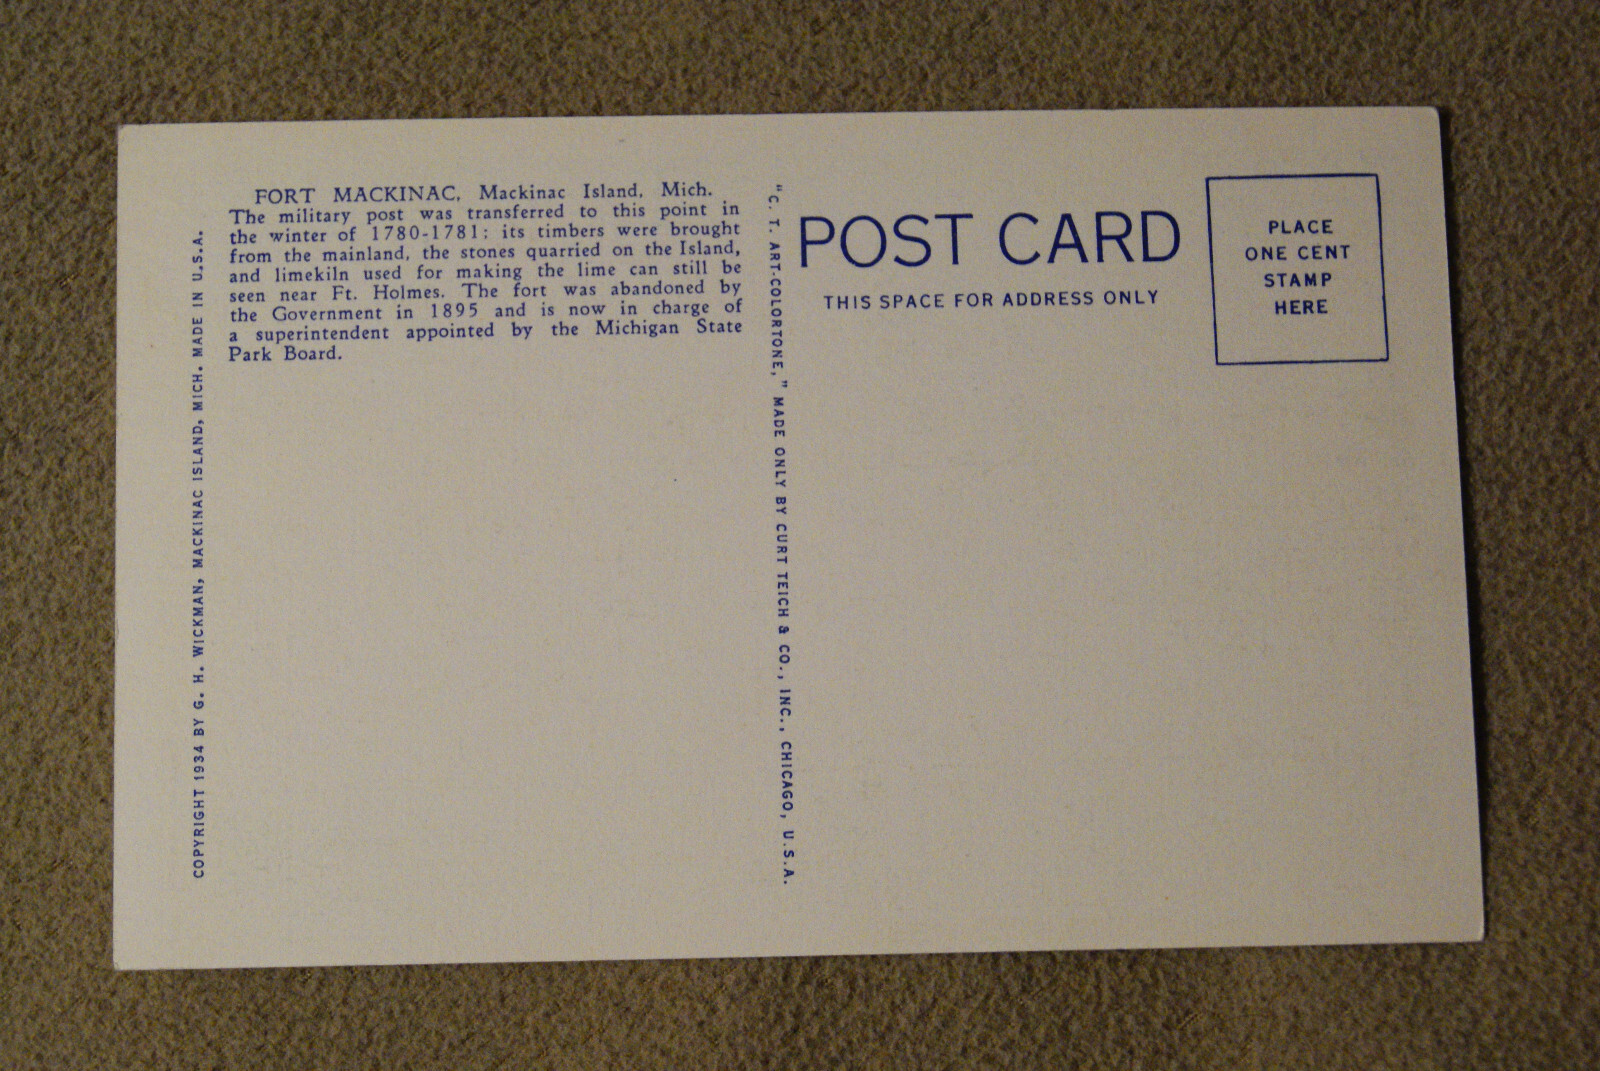 FORT MACKINAC, Mackinac Island, Mich.
The military post was transferred to this point in
the winter of 1780-1781; its timbers were brought
from the mainland, the stones quarried on the Island,
and limekiln used for making the lime can still be
seen near Ft. Holmes. The fort was abandoned by
the Government in 1895 and is now in charge of
a superintendent appointed by the Michigan State
Park Board.
COPYRIGHT 1934 BY G. H. WICKMAN, MACKINAC ISLAND, MICH. MADE IN U.S.A.
"C. T. ART-COLORTONE," MADE ONLY BY CURT TEICH & CO., INC., CHICAGO, U.S.A.
POST CARD
THIS SPACE FOR ADDRESS ONLY
PLACE
ONE CENT
STAMP
HERE